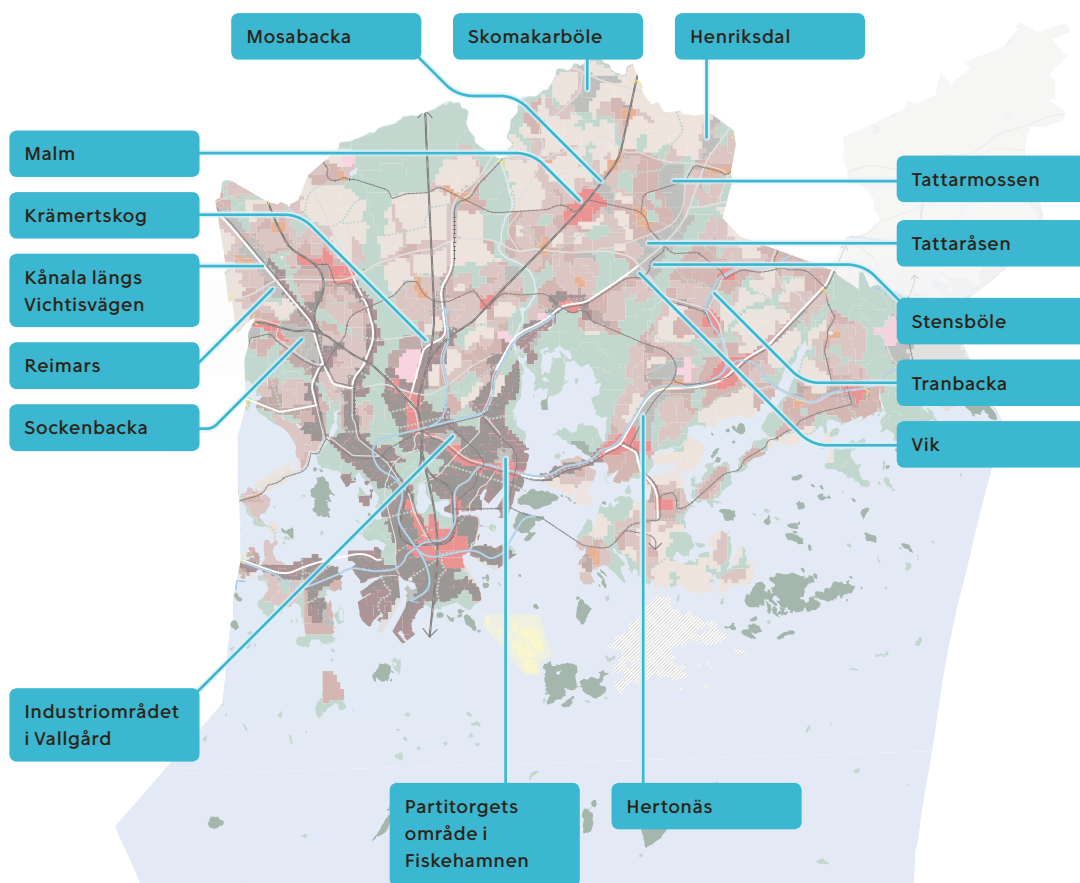 Mosabacka
Skomakarböle
Henriksdal
Malm
Krämertskog
Kånala längs
Vichtisvägen
Reimars
Sockenbacka
Tattarmossen
Tattaråsen
Stensböle
Tranbacka
Vik
Industriområdet
i Vallgård
Partitorgets
område i
Fiskehamnen
Hertonäs